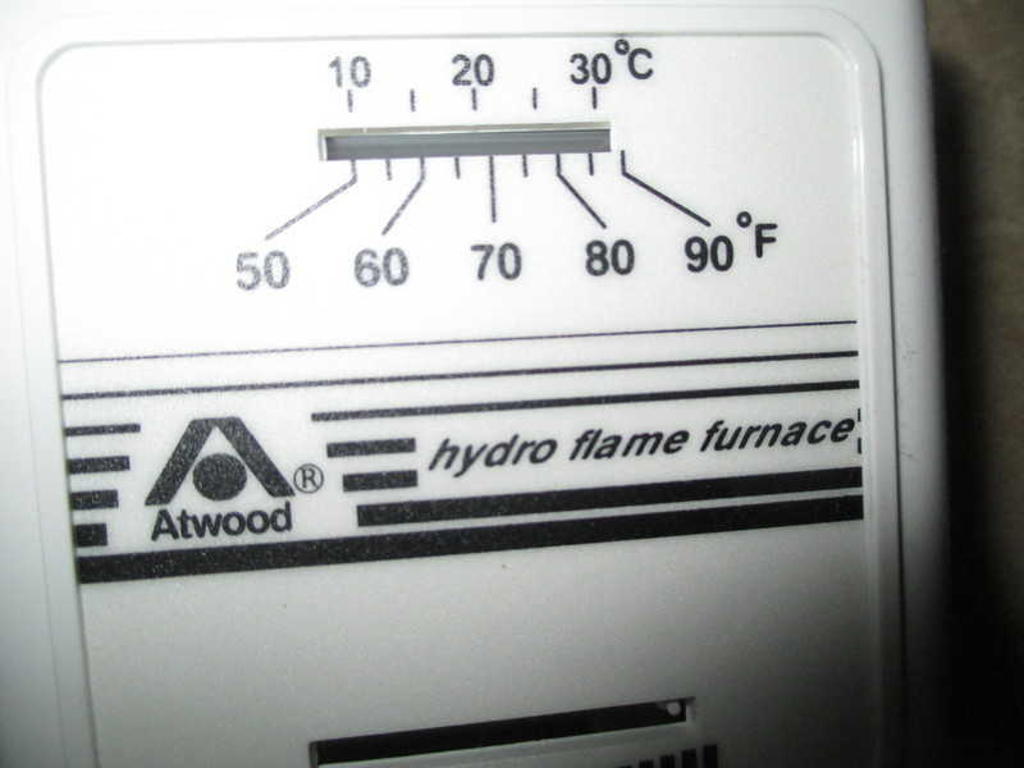 10 20 30°C
50 60 70 80 90°F
hydro flame furnace
Atwood®